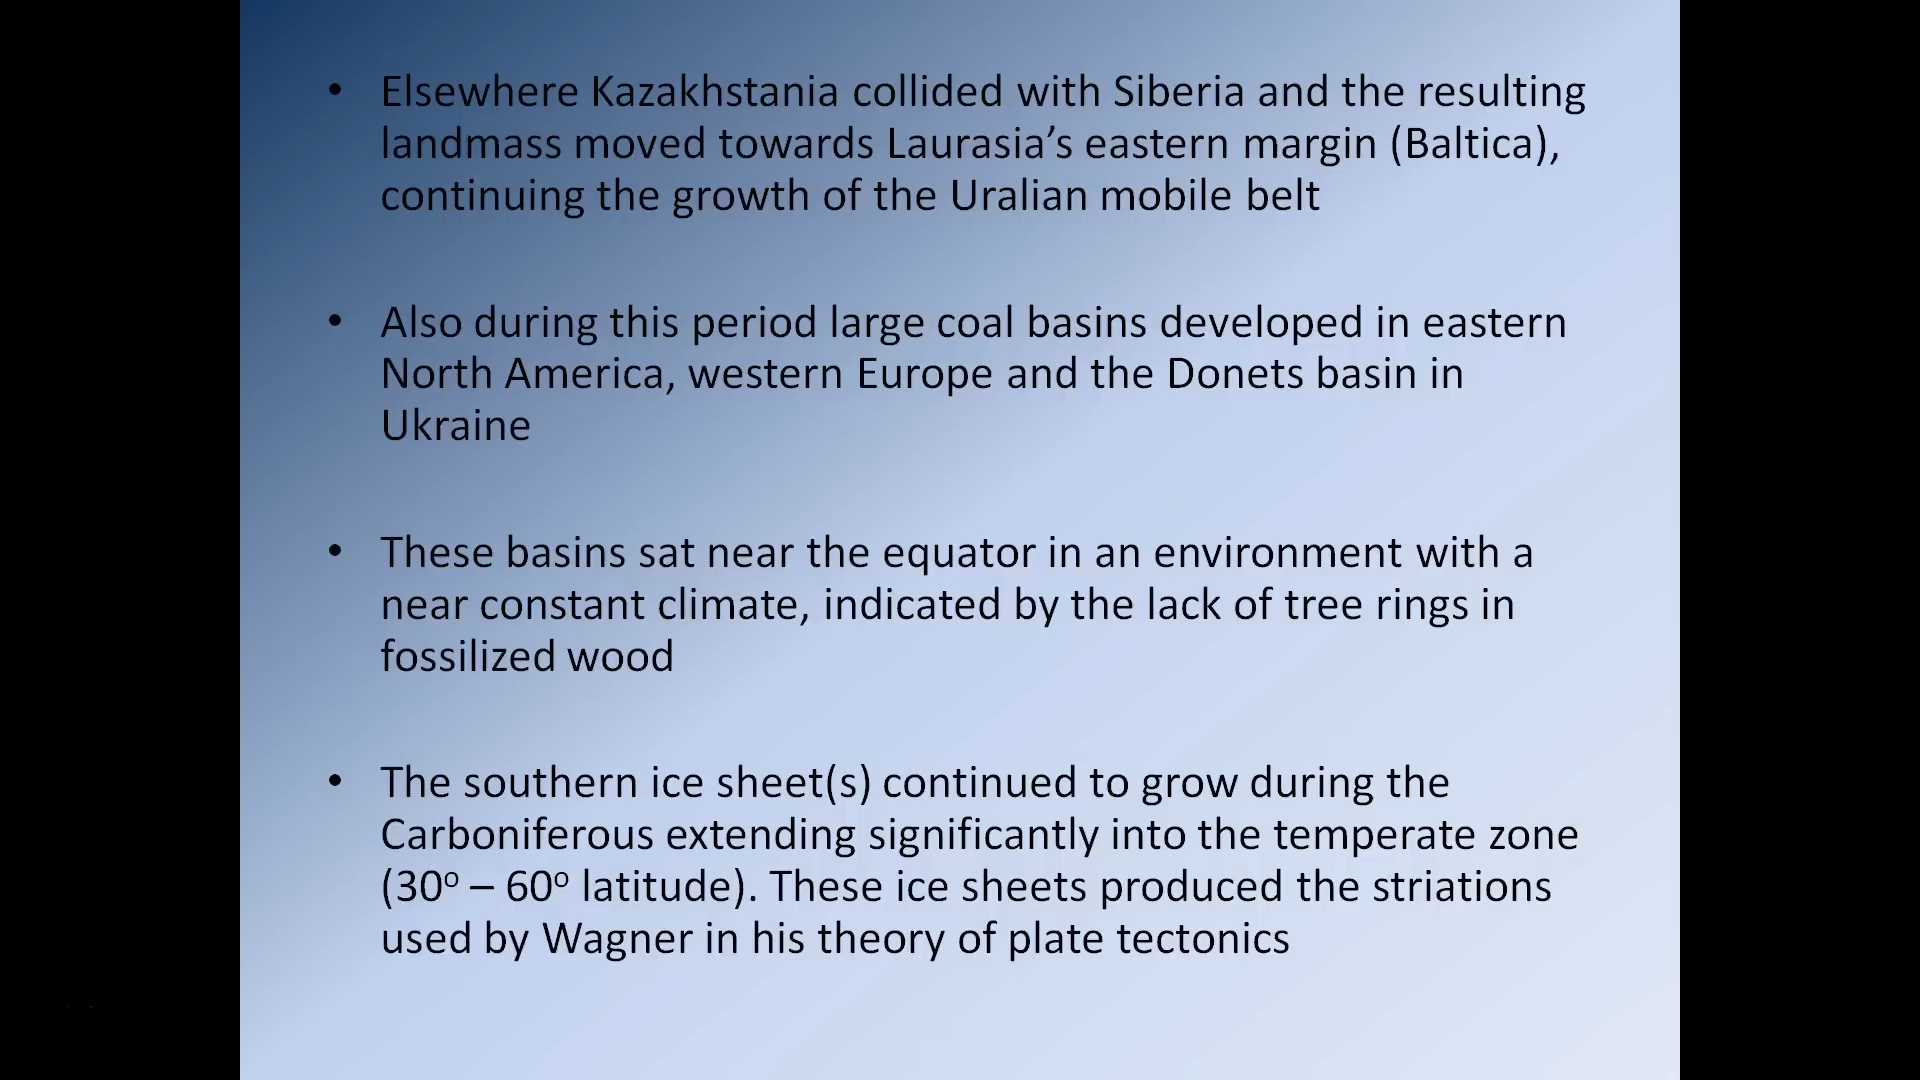 • Elsewhere Kazakhstania collided with Siberia and the resulting
landmass moved towards Laurasia’s eastern margin (Baltica),
continuing the growth of the Uralian mobile belt
• Also during this period large coal basins developed in eastern
North America, western Europe and the Donets basin in
Ukraine
• These basins sat near the equator in an environment with a
near constant climate, indicated by the lack of tree rings in
fossilized wood
• The southern ice sheet(s) continued to grow during the
Carboniferous extending significantly into the temperate zone
(30º – 60º latitude). These ice sheets produced the striations
used by Wagner in his theory of plate tectonics